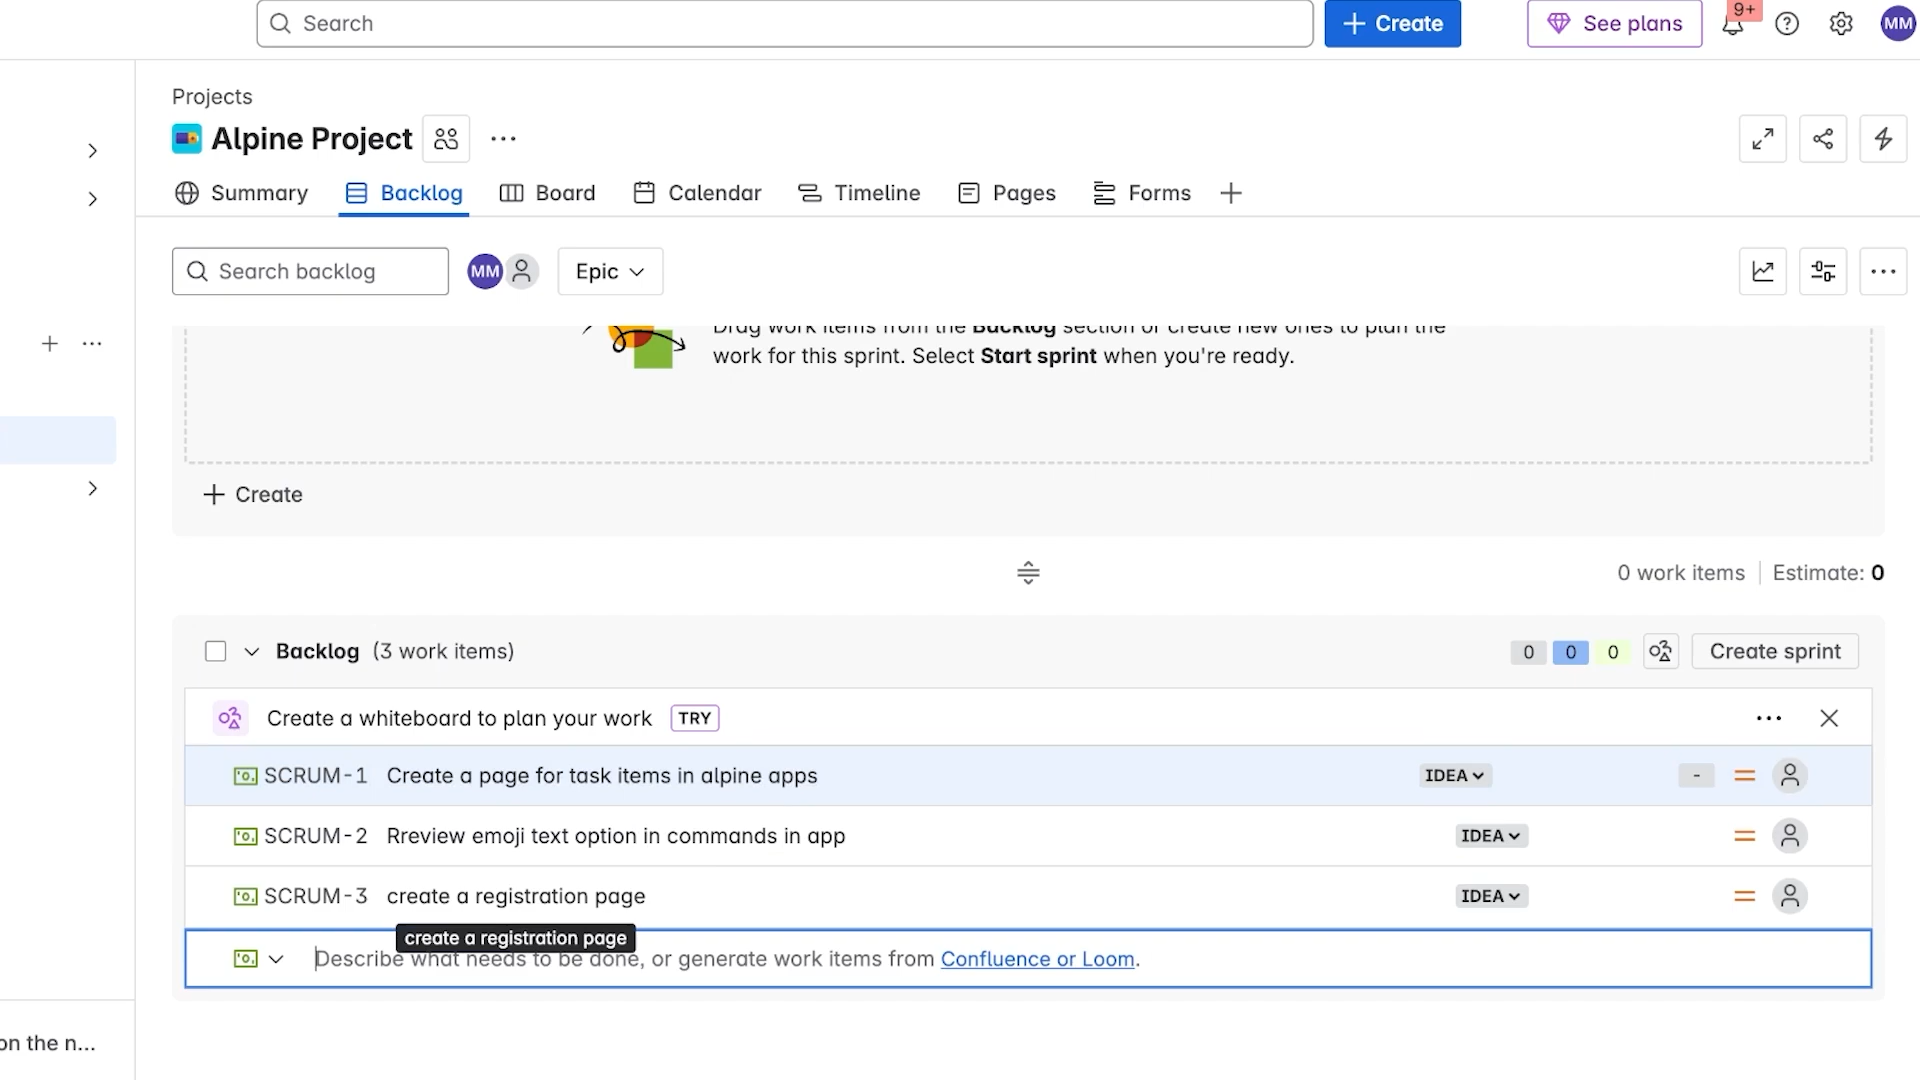 Search
Create
See plans
9+
MM
Projects
Alpine Project
Summary
Backlog
Board
Calendar
Timeline
Pages
Forms
Search backlog
MM
Epic
Drag work items from the Backlog section or create new ones to plan the
work for this sprint. Select Start sprint when you're ready.
Create
0 work items
Estimate: 0
Backlog (3 work items)
0 0 0
Create sprint
Create a whiteboard to plan your work TRY
SCRUM-1 Create a page for task items in alpine apps IDEA -
SCRUM-2 Rreview emoji text option in commands in app IDEA
SCRUM-3 create a registration page IDEA
create a registration page
Describe what needs to be done, or generate work items from Confluence or Loom.
on the n...